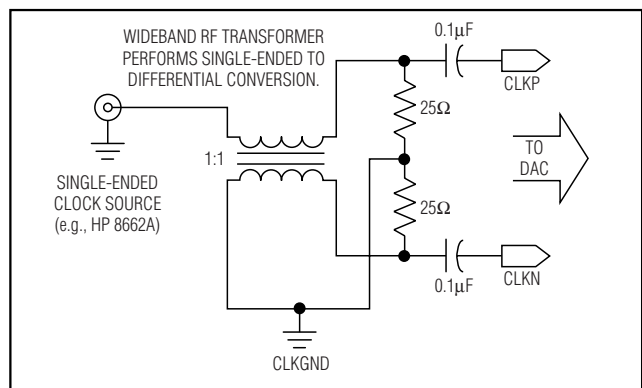 WIDEBAND RF TRANSFORMER
PERFORMS SINGLE-ENDED TO
DIFFERENTIAL CONVERSION.
0.1µF
CLKP
25Ω
1:1
TO
DAC
SINGLE-ENDED
CLOCK SOURCE
(e.g., HP 8662A)
25Ω
0.1µF
CLKN
CLKGND